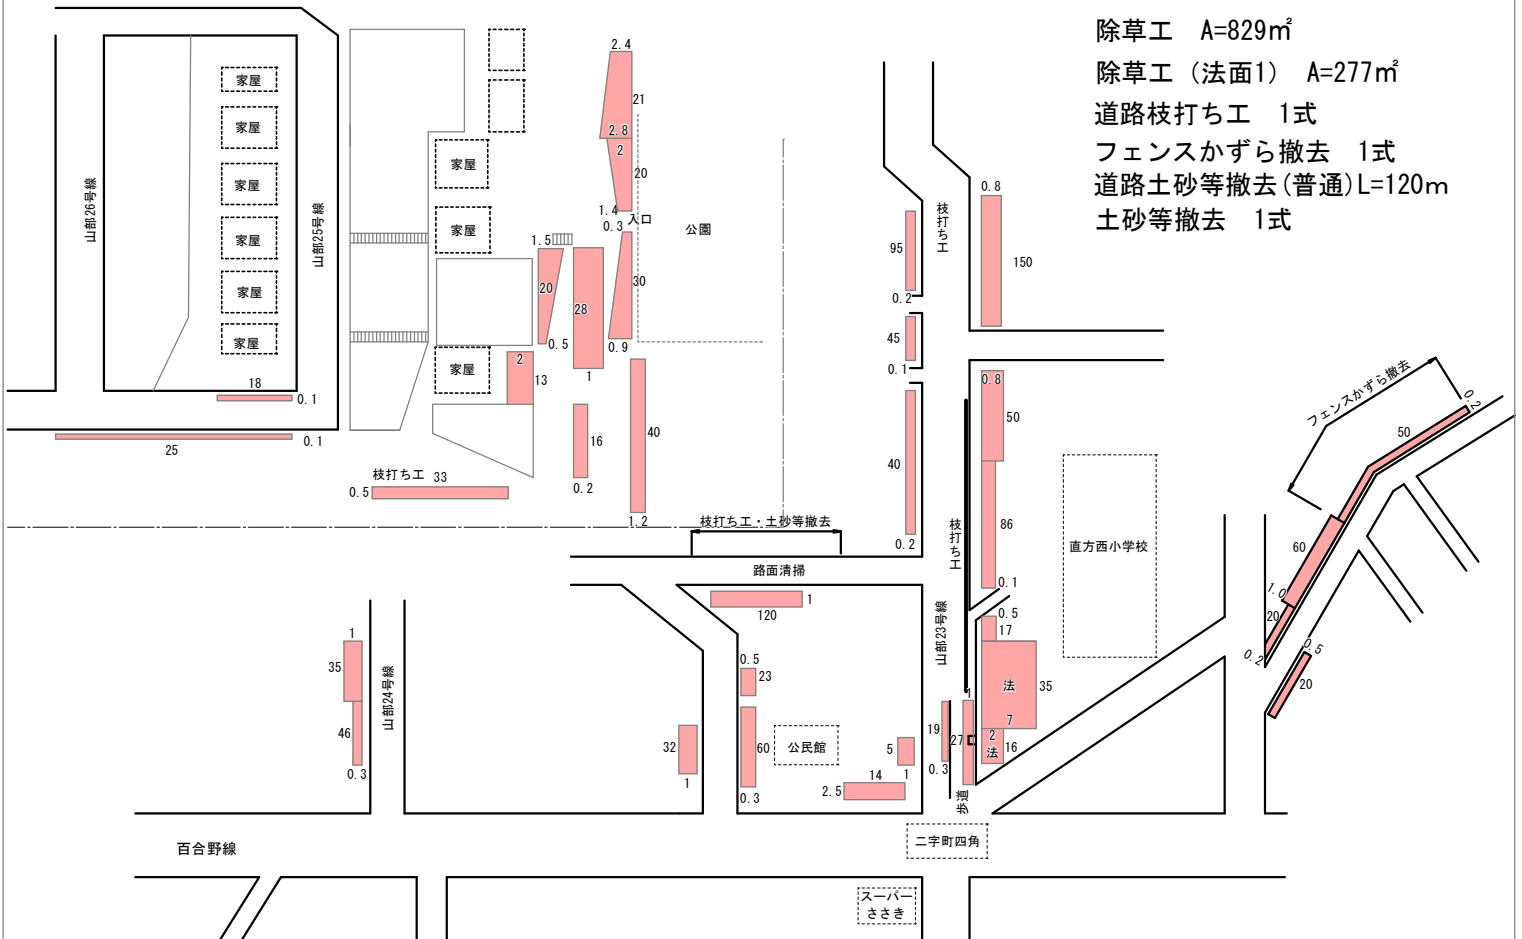 除草工　A=829㎡
除草工（法面1）　A=277㎡
道路枝打ち工　1式
フェンスかずら撤去　1式
道路土砂等撤去(普通)L=120m
土砂等撤去　1式
山部26号線
家屋
家屋
家屋
家屋
家屋
家屋
山部25号線
18
0.1
25
0.1
家屋
家屋
家屋
2.4
21
2.8
2
20
1.4
入口
0.3
公園
1.5
20
0.5
28
1
30
0.9
2
13
16
0.2
40
1.2
枝打ち工
33
0.5
枝打ち工・土砂等撤去
路面清掃
120
1
枝打ち工
95
0.2
45
0.1
40
0.2
0.8
150
0.8
50
86
0.1
枝打ち工
直方西小学校
山部23号線
0.5
17
法
35
7
2
法
16
1
27
19
0.3
歩道
フェンスかずら撤去
0.2
50
60
1.0
20
0.2
0.5
20
1
35
46
0.3
山部24号線
32
1
0.5
23
60
0.3
公民館
5
1
14
2.5
百合野線
二字町四角
スーパー
ささき